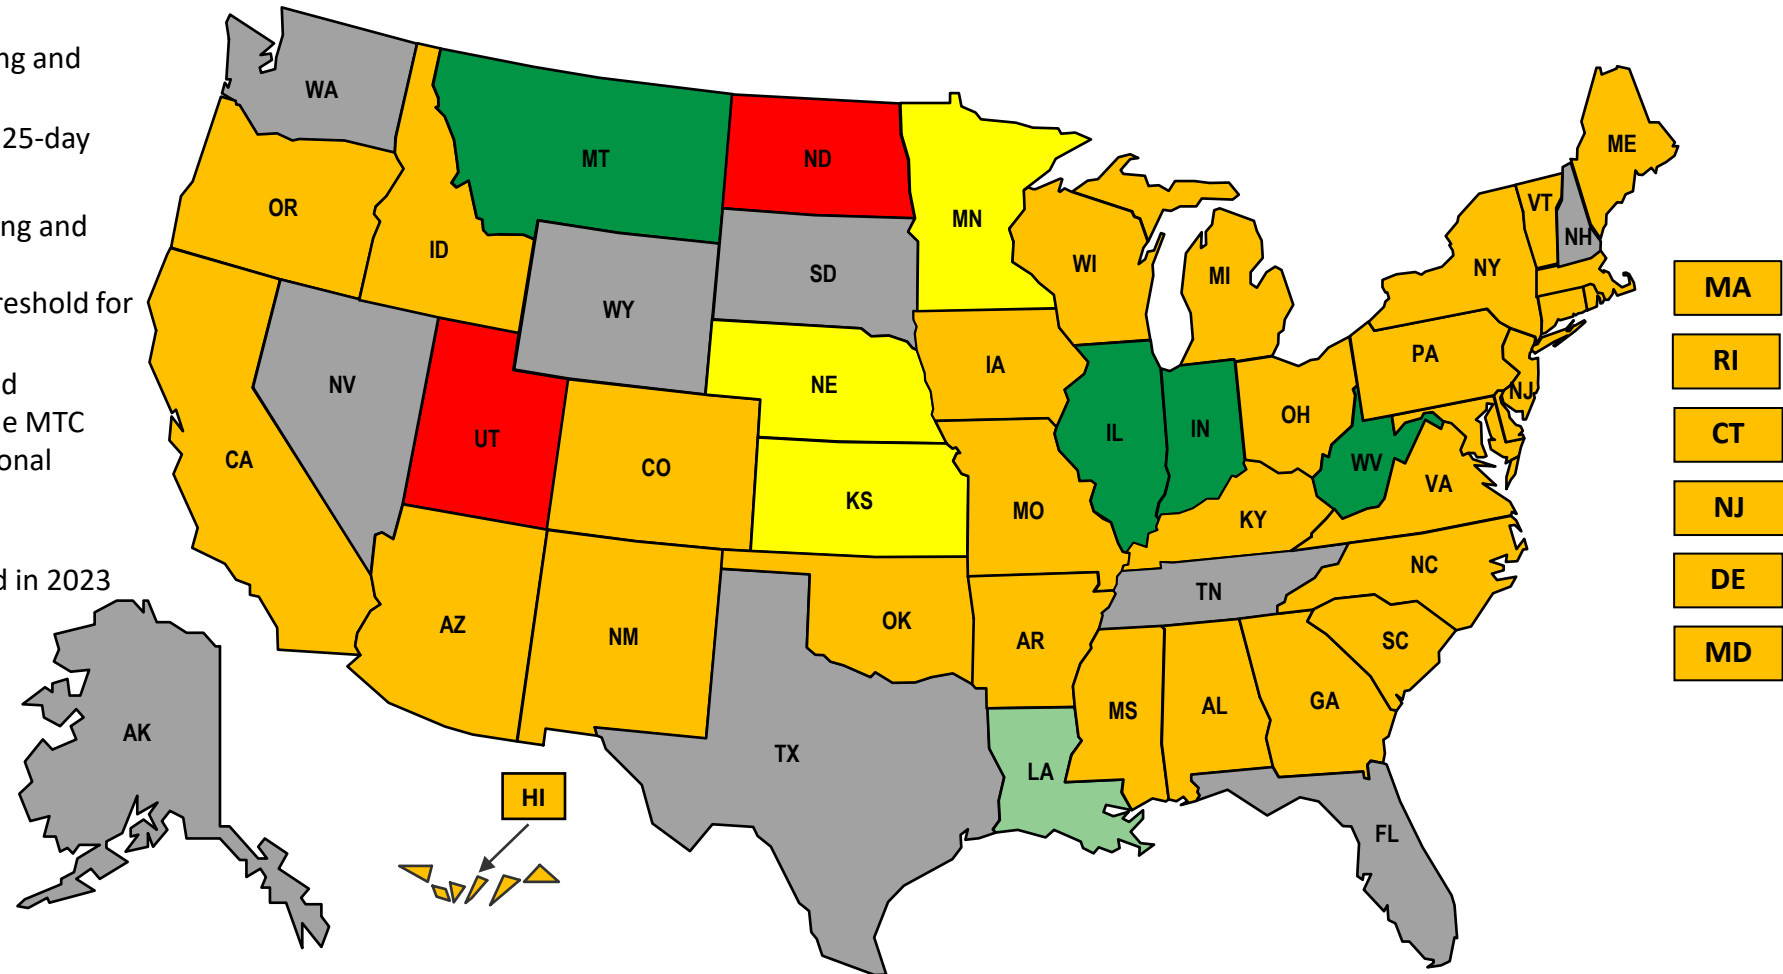 ng and
25-day
ing and
reshold for
d
e MTC
onal
d in 2023
WA
MT
ND
MN
ME
VT
NH
OR
ID
WY
SD
WI
MI
NY
MA
RI
CT
NJ
DE
MD
NV
UT
CA
CO
NE
KS
IA
MO
IL
IN
OH
PA
NJ
WV
VA
KY
TN
NC
SC
AZ
NM
OK
AR
MS
AL
GA
TX
LA
FL
AK
HI